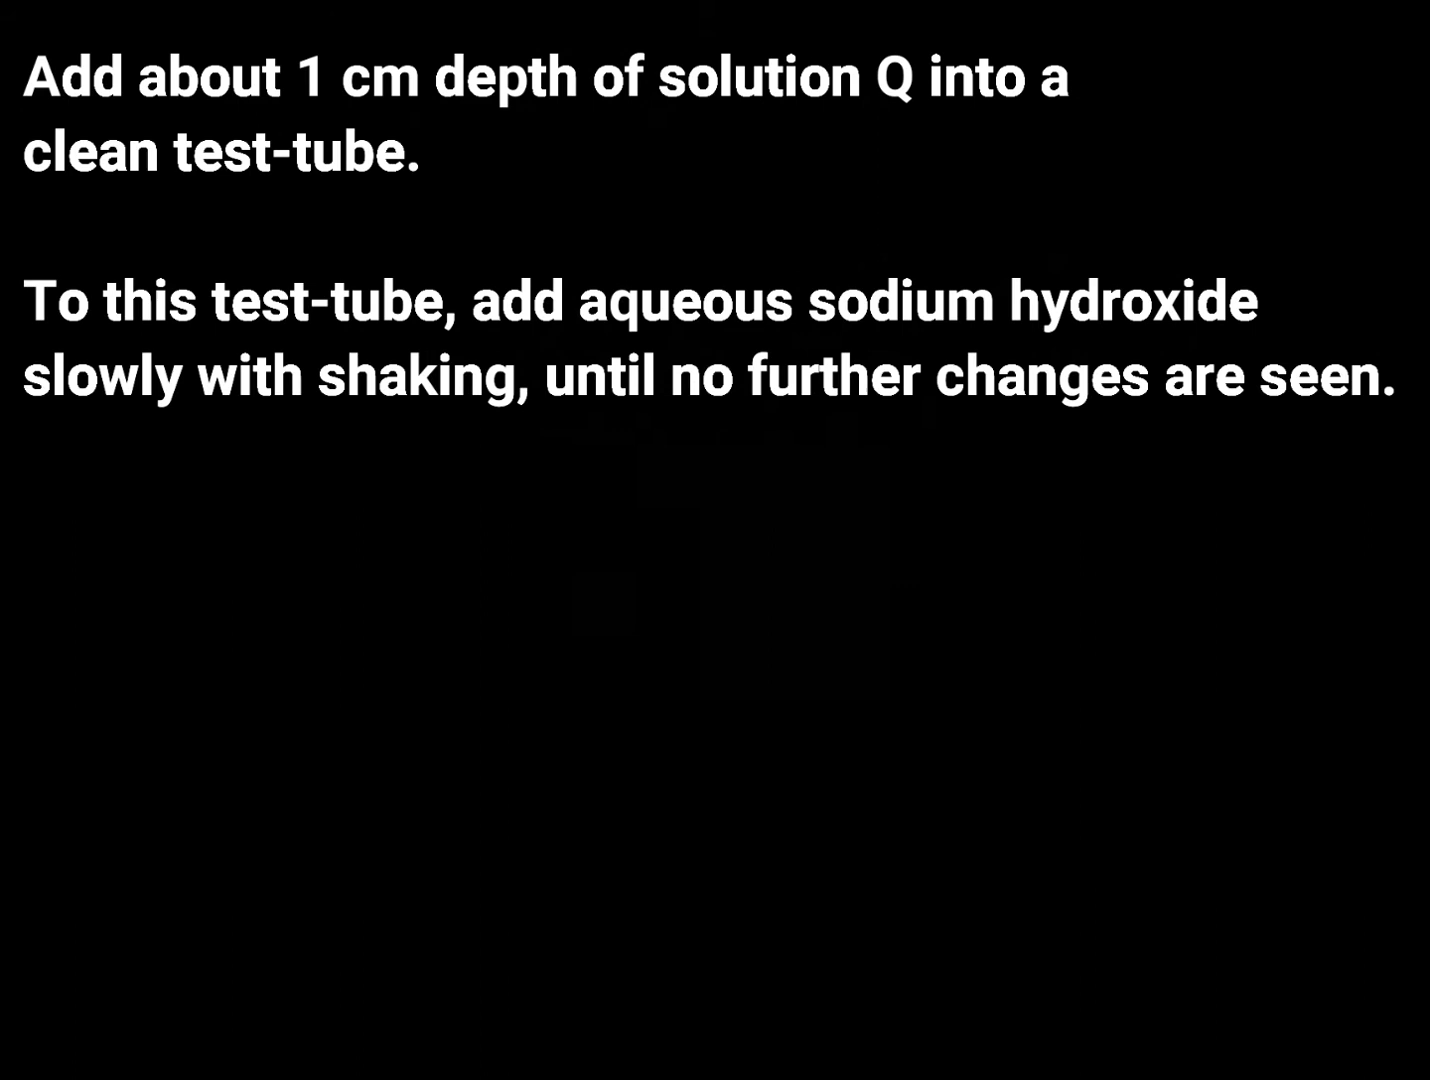 Add about 1 cm depth of solution Q into a
clean test-tube.
To this test-tube, add aqueous sodium hydroxide
slowly with shaking, until no further changes are seen.